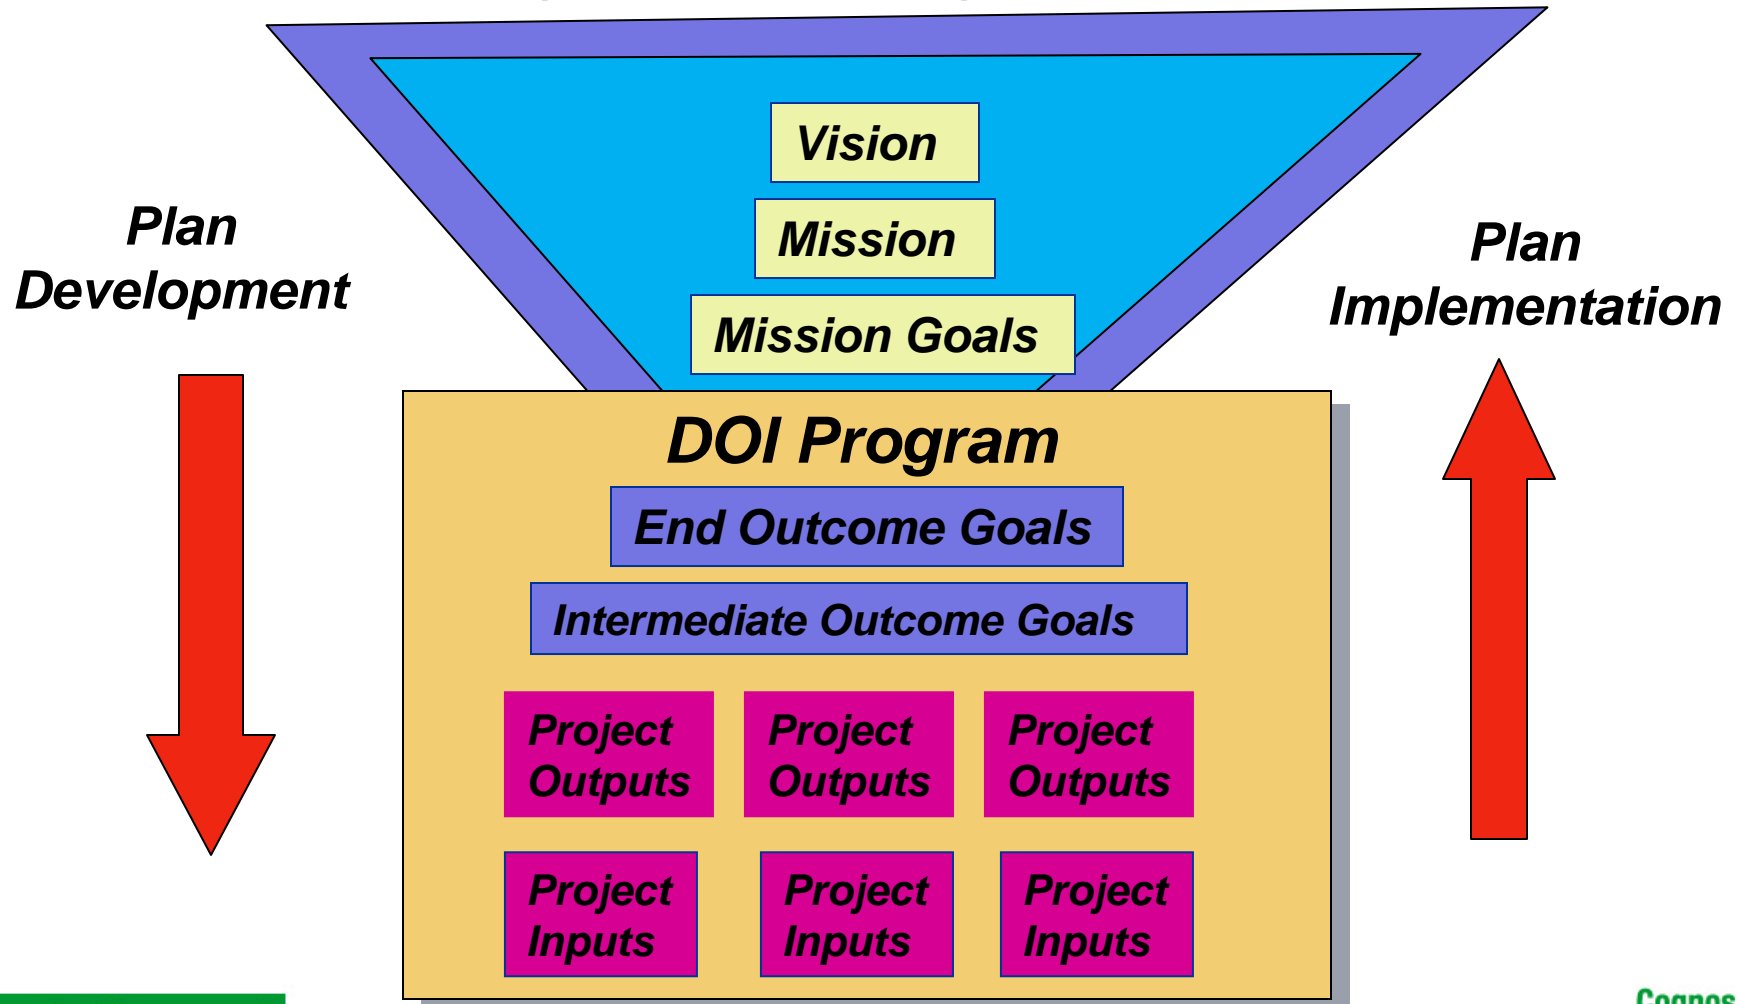 Vision
Mission
Mission Goals
Plan
Development
Plan
Implementation
DOI Program
End Outcome Goals
Intermediate Outcome Goals
Project
Outputs
Project
Outputs
Project
Outputs
Project
Inputs
Project
Inputs
Project
Inputs
Cognos